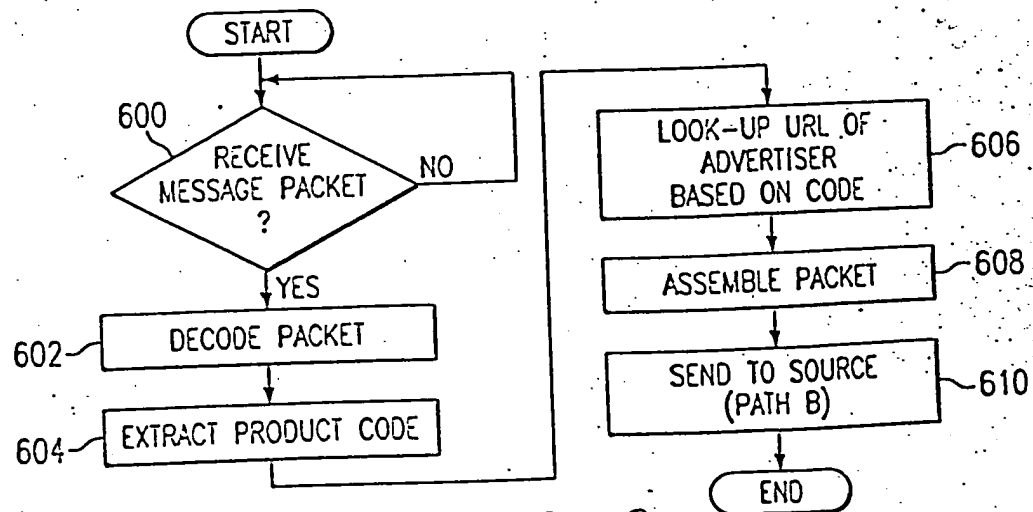 START
600
RECEIVE
MESSAGE PACKET
?
NO
YES
602
DECODE PACKET
604
EXTRACT PRODUCT CODE
LOOK-UP URL OF
ADVERTISER
BASED ON CODE
606
ASSEMBLE PACKET
608
SEND TO SOURCE
(PATH B)
610
END